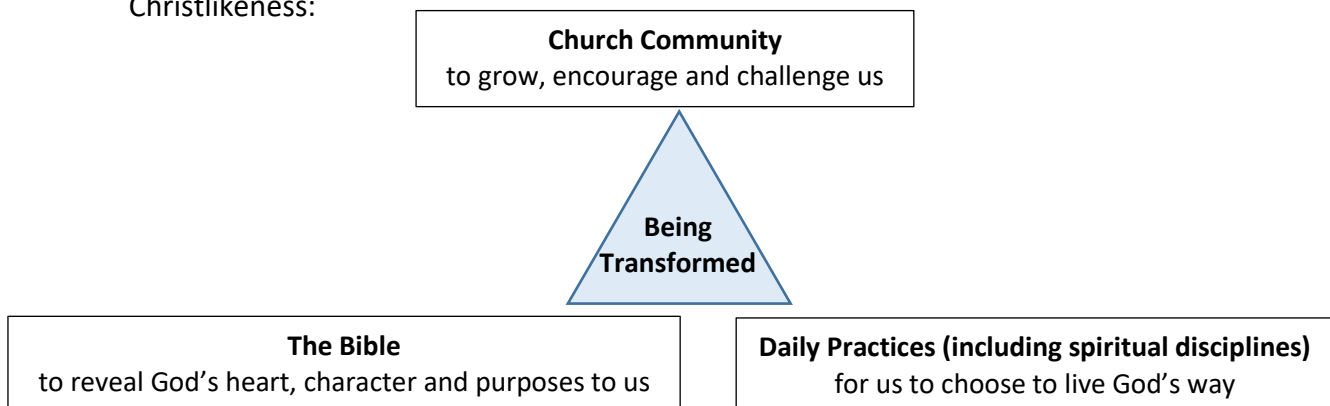 Christlikeness:
Church Community
to grow, encourage and challenge us
Being
Transformed
The Bible
to reveal God’s heart, character and purposes to us
Daily Practices (including spiritual disciplines)
for us to choose to live God’s way